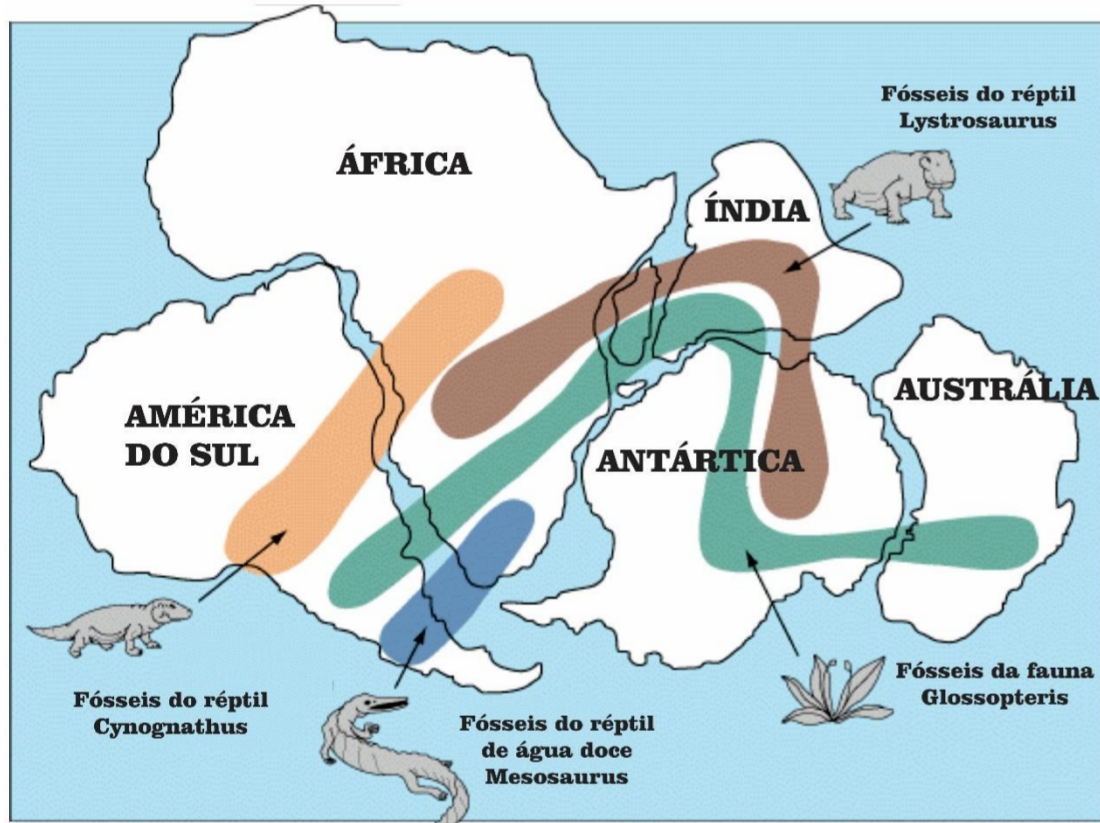 Fósseis do réptil
Lystrosaurus
ÁFRICA
ÍNDIA
AMÉRICA
DO SUL
ANTÁRTICA
AUSTRÁLIA
Fósseis do réptil
Cynognathus
Fósseis do réptil
de água doce
Mesosaurus
Fósseis da fauna
Glossopteris